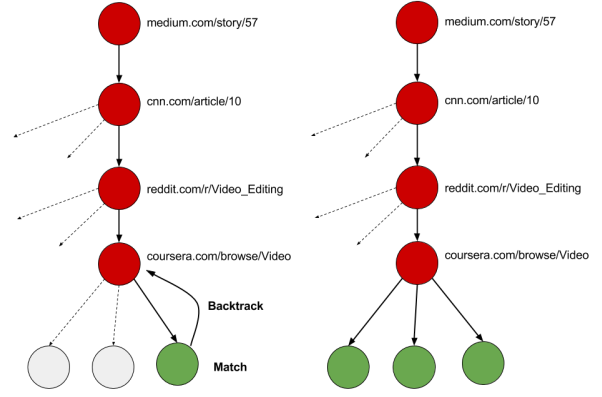 medium.com/story/57
cnn.com/article/10
reddit.com/r/Video_Editing
coursera.com/browse/Video
Backtrack
Match
medium.com/story/57
cnn.com/article/10
reddit.com/r/Video_Editing
coursera.com/browse/Video